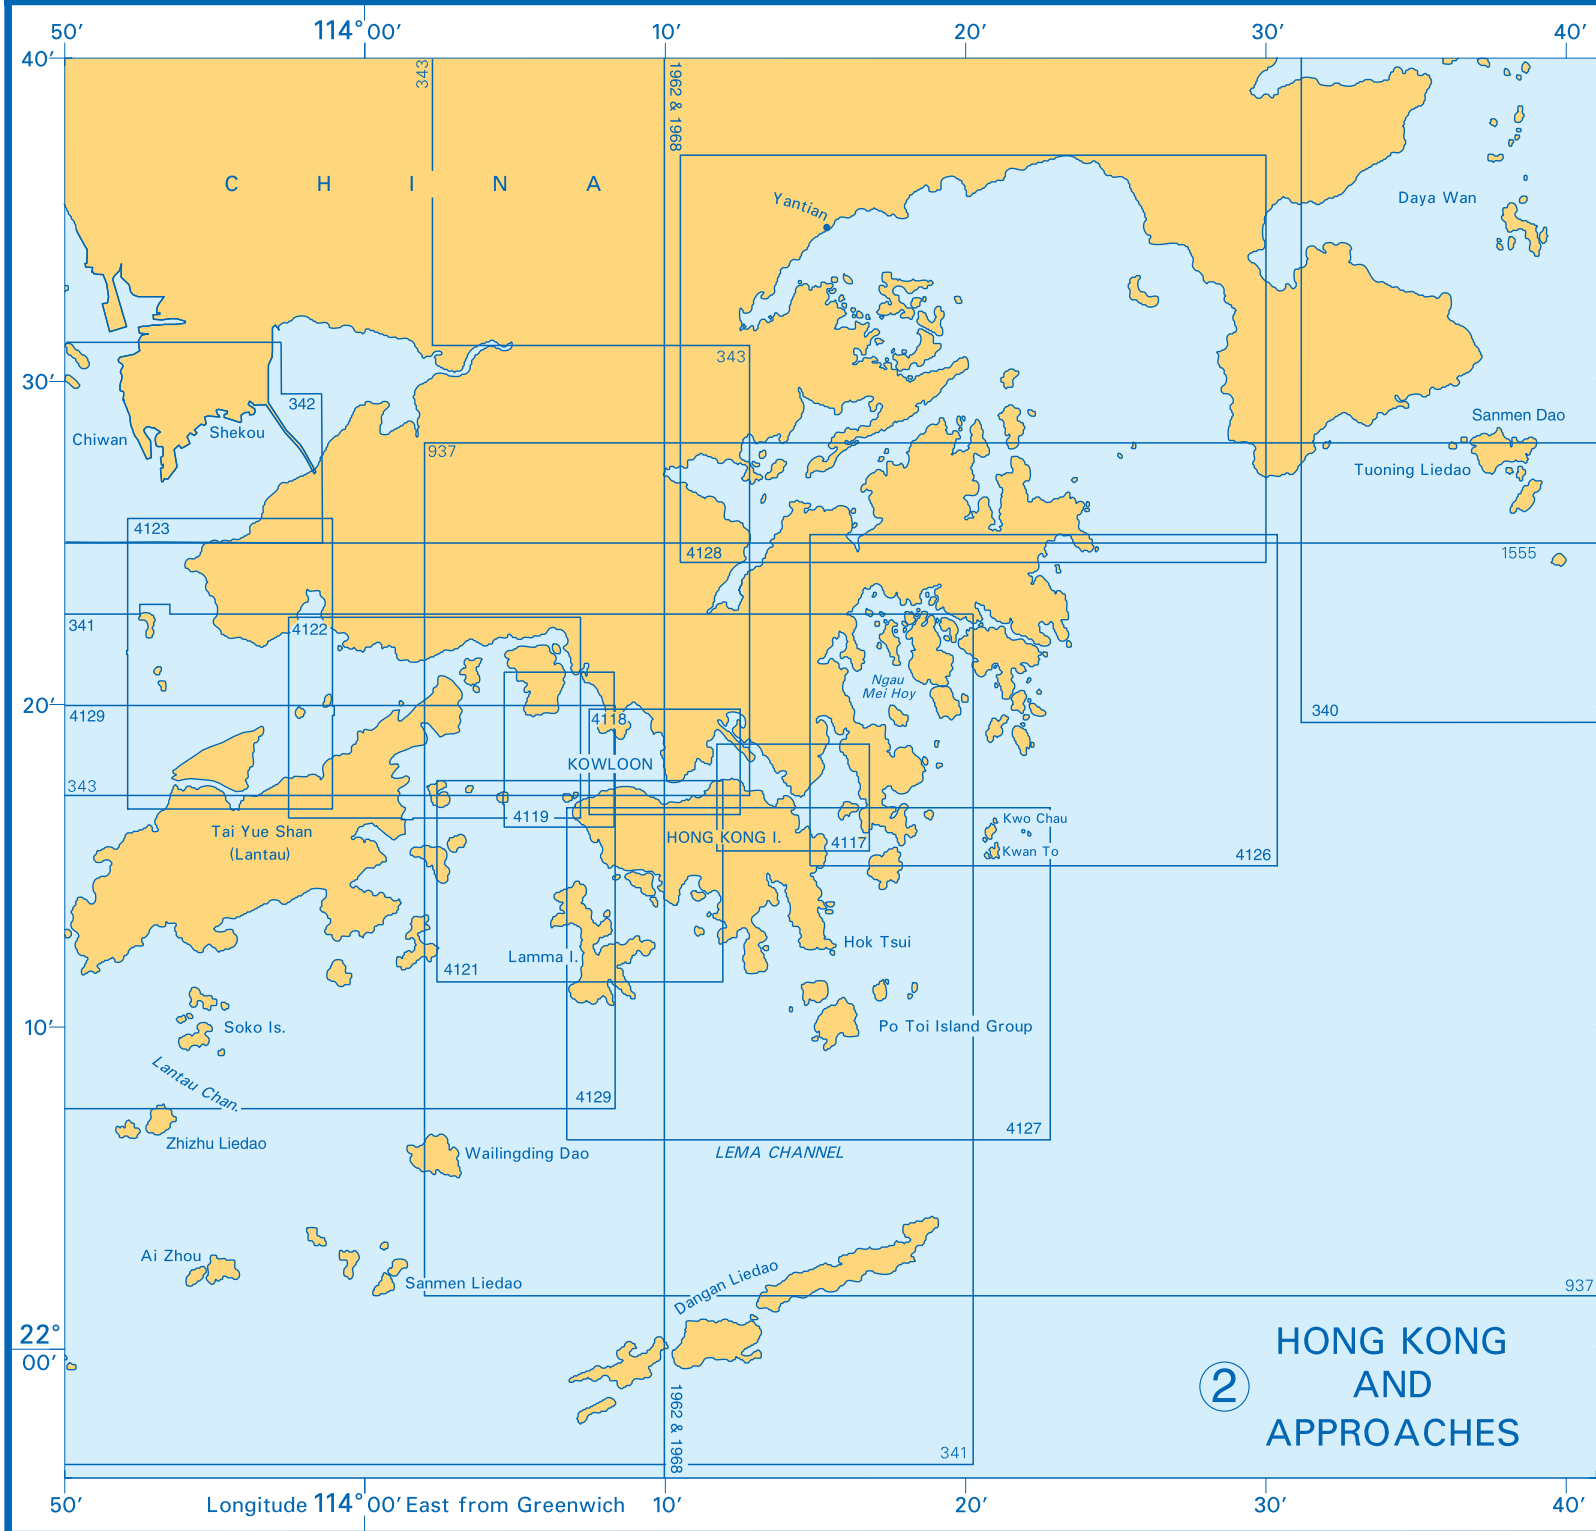 50′ 114°00′ 10′ 20′ 30′ 40′
40′
343
1962 & 1968
C H I N A
Yantian
Daya Wan
343
30′
342
Chiwan
Shekou
937
Sanmen Dao
Tuoning Liedao
4123
4128
1555
341
4122
Ngau
Mei Hoy
20′
4129
4118
340
KOWLOON
343
4119
Tai Yue Shan
(Lantau)
HONG KONG I.
4117
Kwo Chau
Kwan To
4126
Hok Tsui
Lamma I.
4121
10′
Soko Is.
Po Toi Island Group
Lantau Chan.
4129
4127
Zhizhu Liedao
Wailingding Dao
LEMA CHANNEL
Ai Zhou
Sanmen Liedao
Dangan Liedao
937
22°
00′
HONG KONG
AND
APPROACHES
2
1962 & 1968
341
50′ Longitude 114°00′ East from Greenwich 10′ 20′ 30′ 40′